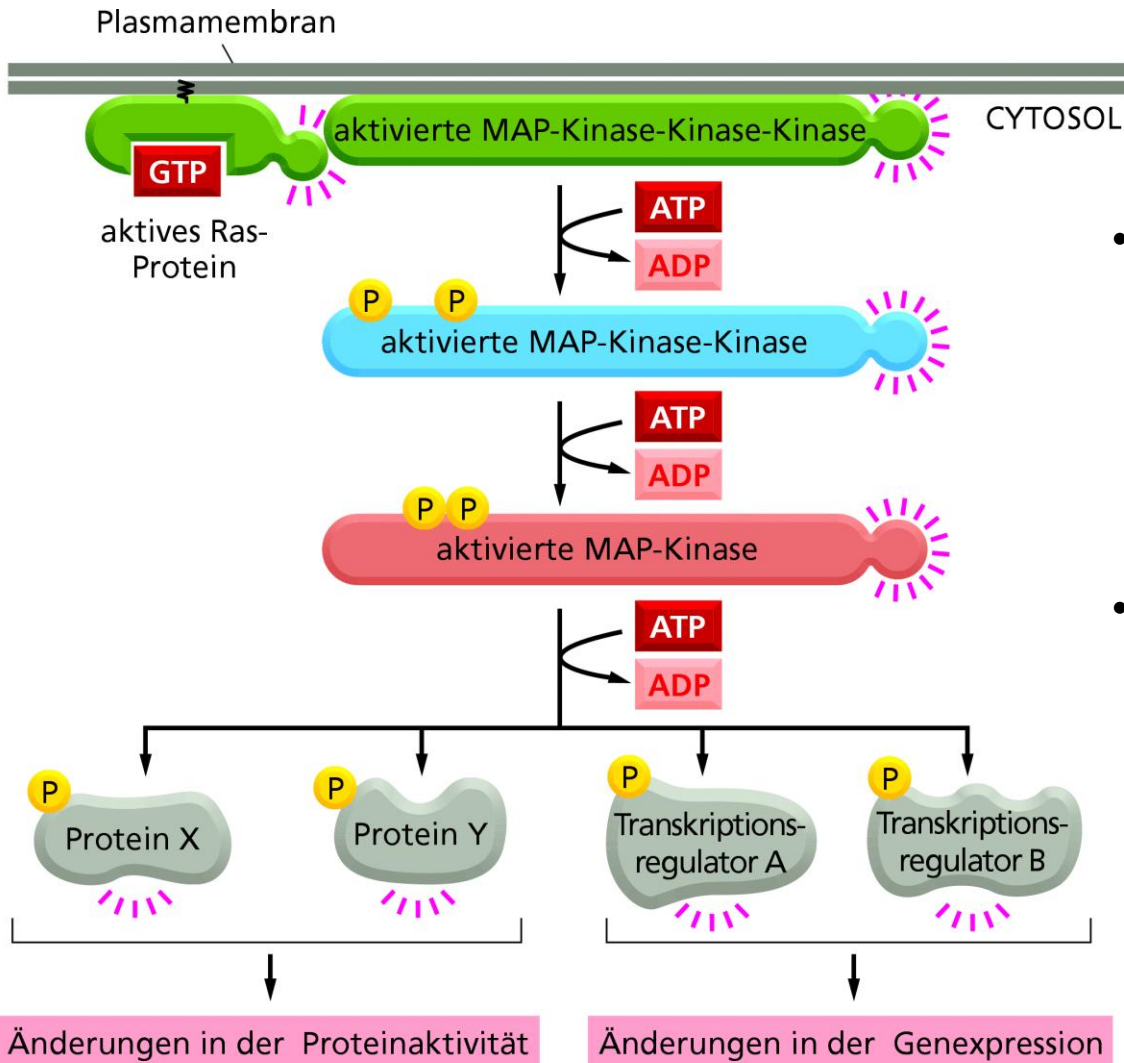 Plasmamembran
aktivierte MAP-Kinase-Kinase-Kinase
CYTOSOL
GTP
aktives Ras-
Protein
ATP
ADP
•
P P
aktivierte MAP-Kinase-Kinase
ATP
ADP
P P
aktivierte MAP-Kinase
•
ATP
ADP
P
Protein X
P
Protein Y
P
Transkriptions-
regulator A
P
Transkriptions-
regulator B
Änderungen in der Proteinaktivität
Änderungen in der Genexpression